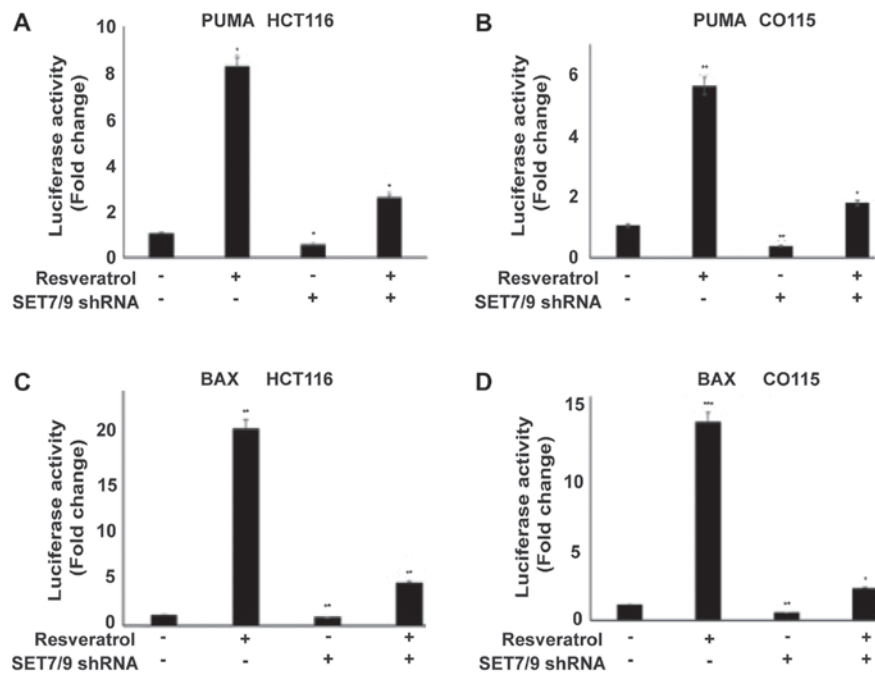 A
PUMA HCT116
Luciferase activity
(Fold change)
10
8
6
4
2
0
* * * *
Resveratrol - + - +
SET7/9 shRNA - - + +
B
PUMA CO115
Luciferase activity
(Fold change)
6
4
2
0
** ** *
Resveratrol - + - +
SET7/9 shRNA - - + +
C
BAX HCT116
Luciferase activity
(Fold change)
20
15
10
5
0
** ** **
Resveratrol - + - +
SET7/9 shRNA - - + +
D
BAX CO115
Luciferase activity
(Fold change)
15
10
5
0
*** ** *
Resveratrol - + - +
SET7/9 shRNA - - + +